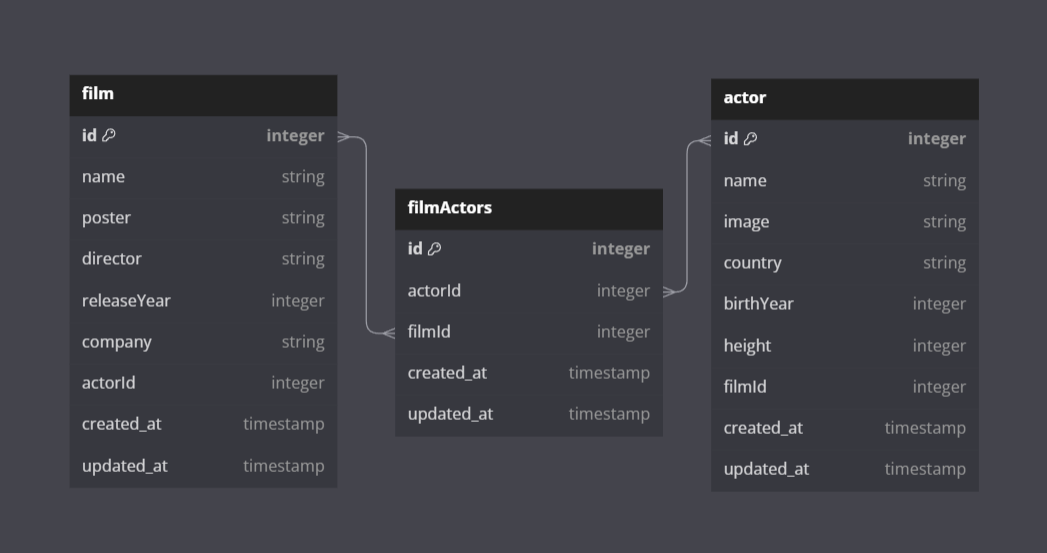 film
id integer
name string
poster string
director string
releaseYear integer
company string
actorId integer
created_at timestamp
updated_at timestamp
filmActors
id integer
actorId integer
filmId integer
created_at timestamp
updated_at timestamp
actor
id integer
name string
image string
country string
birthYear integer
height integer
filmId integer
created_at timestamp
updated_at timestamp